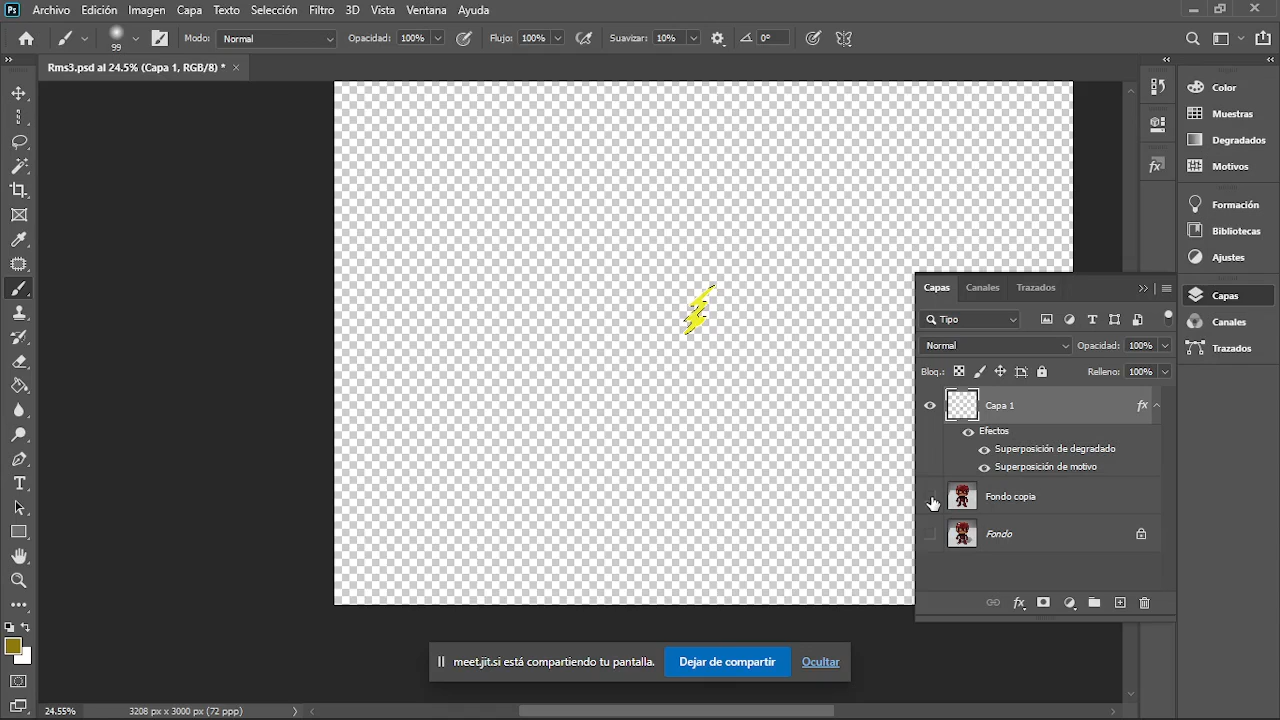 Ps Archivo Edición Imagen Capa Texto Selección Filtro 3D Vista Ventana Ayuda
99 Modo: Normal Opacidad: 100% Flujo: 100% Suavizar: 10% 0°
Rms3.psd al 24.5% (Capa 1, RGB/8) * ×
Color
Muestras
Degradados
Motivos
Formación
Bibliotecas
Ajustes
Capas
Canales
Trazados
Capas Canales Trazados
Tipo
Normal Opacidad: 100%
Bloq.: Relleno: 100%
Capa 1 fx
Efectos
Superposición de degradado
Superposición de motivo
Fondo copia
Fondo
fx
meet.jit.si está compartiendo tu pantalla. Dejar de compartir Ocultar
24.55% 3208 px x 3000 px (72 ppp)